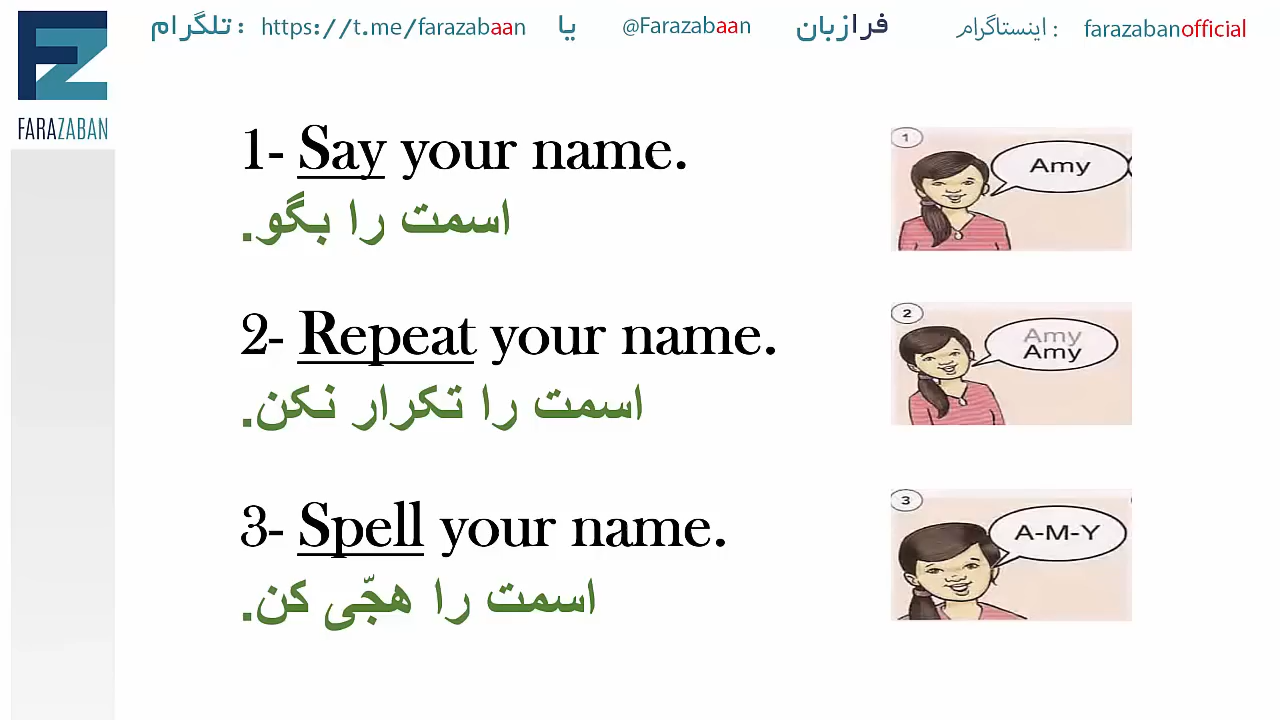 تلگرام : https://t.me/farazabaan یا @Farazabaan فرازبان اینستاگرام : farazabanofficial
FZ
FARAZABAN
1- Say your name.
اسمت را بگو.
1
Amy
2- Repeat your name.
اسمت را تکرار نکن.
2
Amy
Amy
3- Spell your name.
اسمت را هجّی کن.
3
A-M-Y